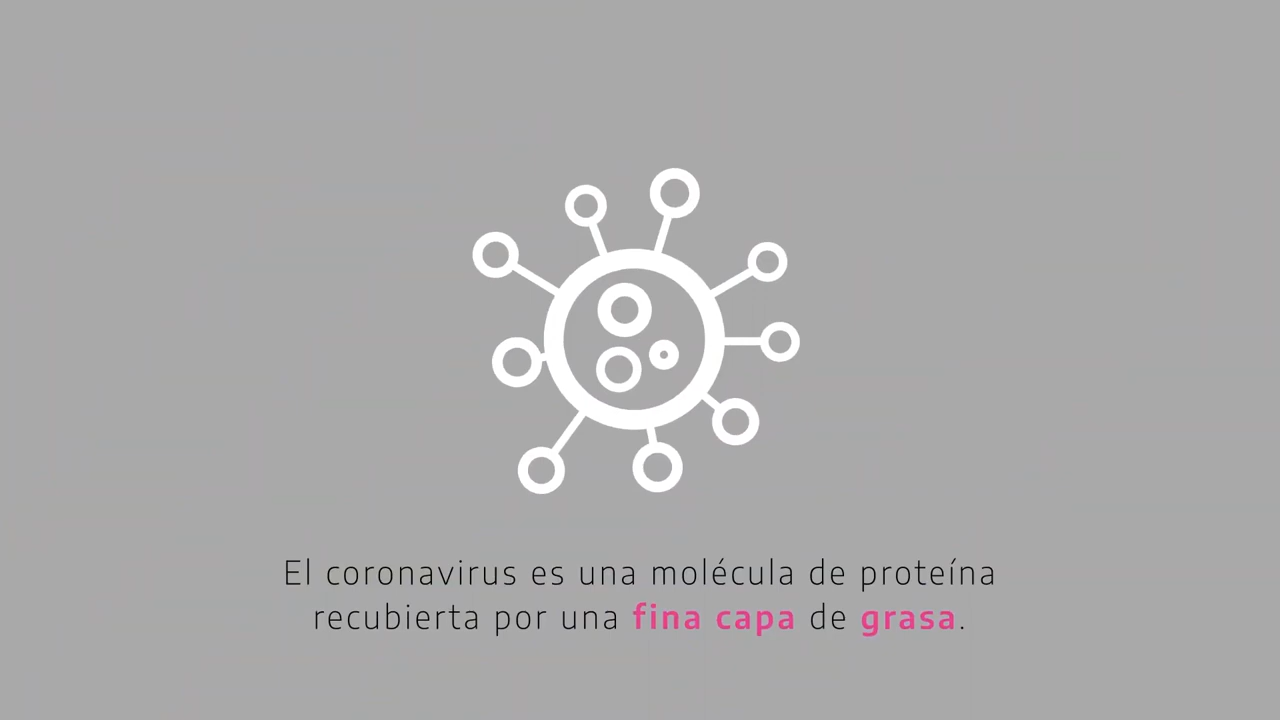 El coronavirus es una molécula de proteína
recubierta por una fina capa de grasa.